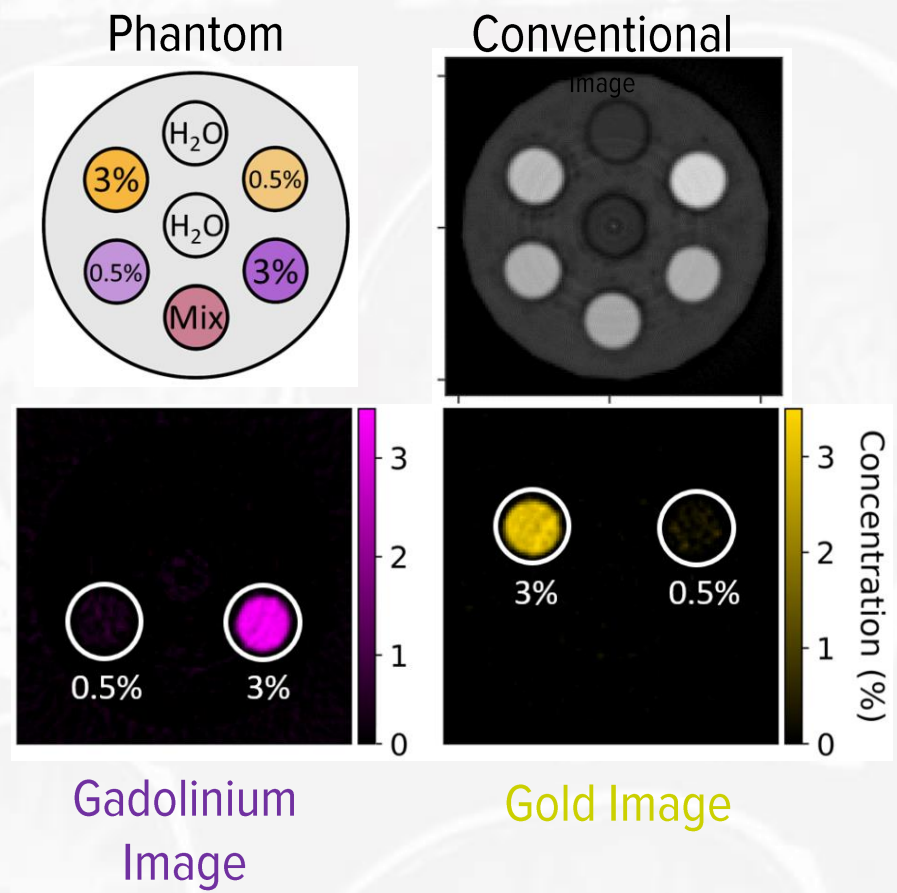 Phantom
Conventional
image
H₂O
3%
0.5%
H₂O
0.5%
3%
Mix
3
2
1
0
0.5%
3%
3
2
1
0
3%
0.5%
Concentration (%)
Gadolinium
Image
Gold Image